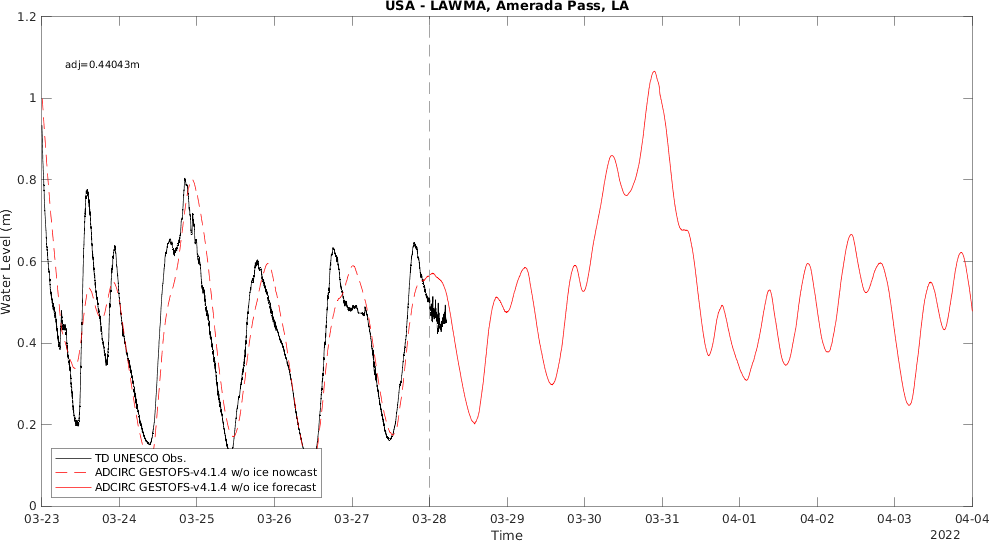 USA - LAWMA, Amerada Pass, LA
1.2
adj=0.44043m
1
0.8
0.6
0.4
0.2
0
Water Level (m)
TD UNESCO Obs.
ADCIRC GESTOFS-v4.1.4 w/o ice nowcast
ADCIRC GESTOFS-v4.1.4 w/o ice forecast
03-23 03-24 03-25 03-26 03-27 03-28 03-29 03-30 03-31 04-01 04-02 04-03 04-04
Time
2022